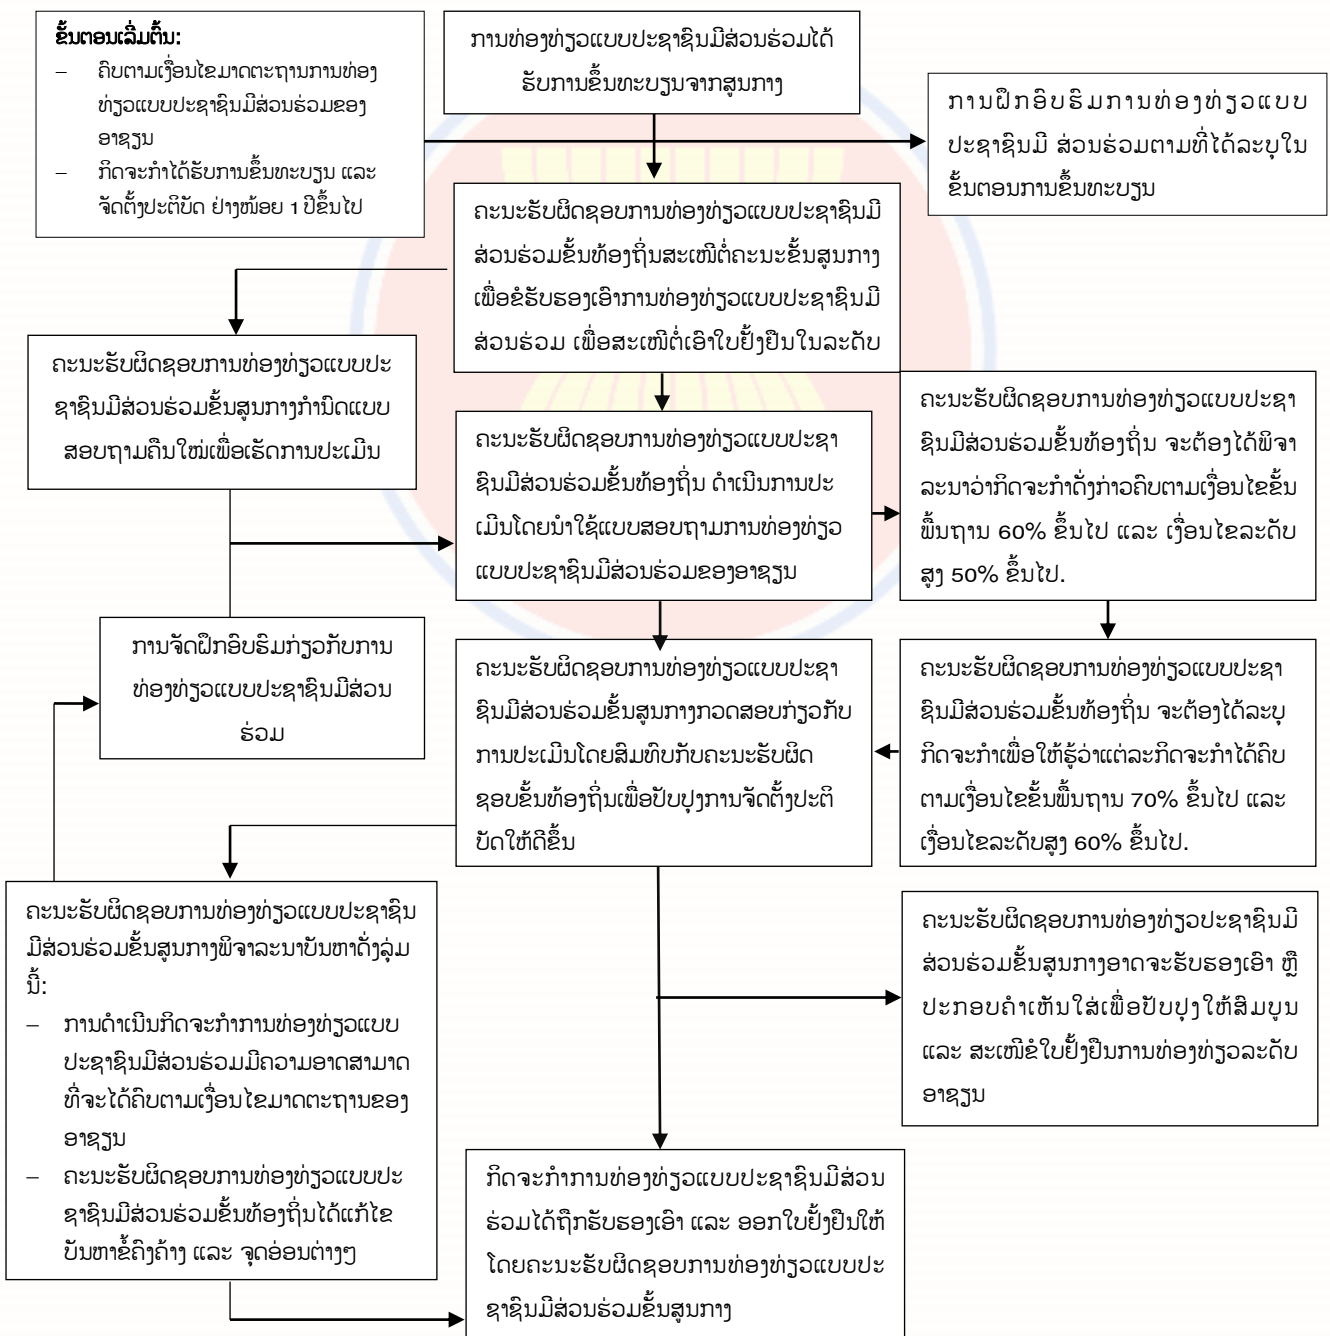 ຂັ້ນຕອນເລີ່ມຕົ້ນ:
– ຄົບຕາມເງື່ອນໄຂມາດຕະຖານການທ່ອງ
ທ່ຽວແບບປະຊາຊົນມີສ່ວນຮ່ວມຂອງ
ອາຊຽນ
– ກິດຈະກຳໄດ້ຮັບການຂຶ້ນທະບຽນ ແລະ
ຈັດຕັ້ງປະຕິບັດ ຢ່າງໜ້ອຍ 1 ປີຂຶ້ນໄປ
ການທ່ອງທ່ຽວແບບປະຊາຊົນມີສ່ວນຮ່ວມໄດ້
ຮັບການຂຶ້ນທະບຽນຈາກສູນກາງ
ການຝຶກອົບຮົມການທ່ອງທ່ຽວແບບ
ປະຊາຊົນມີ ສ່ວນຮ່ວມຕາມທີ່ໄດ້ລະບຸໃນ
ຂັ້ນຕອນການຂຶ້ນທະບຽນ
ຄະນະຮັບຜິດຊອບການທ່ອງທ່ຽວແບບປະຊາຊົນມີ
ສ່ວນຮ່ວມຂັ້ນທ້ອງຖິ່ນສະເໜີຕໍ່ຄະນະຂັ້ນສູນກາງ
ເພື່ອຂໍຮັບຮອງເອົາການທ່ອງທ່ຽວແບບປະຊາຊົນມີ
ສ່ວນຮ່ວມ ເພື່ອສະເໜີຕໍ່ເອົາໃບຢັ້ງຢືນໃນລະດັບ
ຄະນະຮັບຜິດຊອບການທ່ອງທ່ຽວແບບປະ
ຊາຊົນມີສ່ວນຮ່ວມຂັ້ນສູນກາງກຳນົດແບບ
ສອບຖາມຄືນໃໝ່ເພື່ອເຮັດການປະເມີນ
ຄະນະຮັບຜິດຊອບການທ່ອງທ່ຽວແບບປະຊາ
ຊົນມີສ່ວນຮ່ວມຂັ້ນທ້ອງຖິ່ນ ດຳເນີນການປະ
ເມີນໂດຍນຳໃຊ້ແບບສອບຖາມການທ່ອງທ່ຽວ
ແບບປະຊາຊົນມີສ່ວນຮ່ວມຂອງອາຊຽນ
ຄະນະຮັບຜິດຊອບການທ່ອງທ່ຽວແບບປະຊາ
ຊົນມີສ່ວນຮ່ວມຂັ້ນທ້ອງຖິ່ນ ຈະຕ້ອງໄດ້ພິຈາ
ລະນາວ່າກິດຈະກຳດັ່ງກ່າວຄົບຕາມເງື່ອນໄຂຂັ້ນ
ພື້ນຖານ 60% ຂຶ້ນໄປ ແລະ ເງື່ອນໄຂລະດັບ
ສູງ 50% ຂຶ້ນໄປ.
ການຈັດຝຶກອົບຮົມກ່ຽວກັບການ
ທ່ອງທ່ຽວແບບປະຊາຊົນມີສ່ວນ
ຮ່ວມ
ຄະນະຮັບຜິດຊອບການທ່ອງທ່ຽວແບບປະຊາ
ຊົນມີສ່ວນຮ່ວມຂັ້ນສູນກາງກວດສອບກ່ຽວກັບ
ການປະເມີນໂດຍສົມທົບກັບຄະນະຮັບຜິດ
ຊອບຂັ້ນທ້ອງຖິ່ນເພື່ອປັບປຸງການຈັດຕັ້ງປະຕິ
ບັດໃຫ້ດີຂຶ້ນ
ຄະນະຮັບຜິດຊອບການທ່ອງທ່ຽວແບບປະຊາ
ຊົນມີສ່ວນຮ່ວມຂັ້ນທ້ອງຖິ່ນ ຈະຕ້ອງໄດ້ລະບຸ
ກິດຈະກຳເພື່ອໃຫ້ຮູ້ວ່າແຕ່ລະກິດຈະກຳໄດ້ຄົບ
ຕາມເງື່ອນໄຂຂັ້ນພື້ນຖານ 70% ຂຶ້ນໄປ ແລະ
ເງື່ອນໄຂລະດັບສູງ 60% ຂຶ້ນໄປ.
ຄະນະຮັບຜິດຊອບການທ່ອງທ່ຽວແບບປະຊາຊົນ
ມີສ່ວນຮ່ວມຂັ້ນສູນກາງພິຈາລະນາບັນຫາດັ່ງລຸ່ມ
ນີ້:
– ການດຳເນີນກິດຈະກຳການທ່ອງທ່ຽວແບບ
ປະຊາຊົນມີສ່ວນຮ່ວມມີຄວາມອາດສາມາດ
ທີ່ຈະໄດ້ຄົບຕາມເງື່ອນໄຂມາດຕະຖານຂອງ
ອາຊຽນ
– ຄະນະຮັບຜິດຊອບການທ່ອງທ່ຽວແບບປະ
ຊາຊົນມີສ່ວນຮ່ວມຂັ້ນທ້ອງຖິ່ນໄດ້ແກ້ໄຂ
ບັນຫາຂໍ້ຄົງຄ້າງ ແລະ ຈຸດອ່ອນຕ່າງໆ
ຄະນະຮັບຜິດຊອບການທ່ອງທ່ຽວປະຊາຊົນມີ
ສ່ວນຮ່ວມຂັ້ນສູນກາງອາດຈະຮັບຮອງເອົາ ຫຼື
ປະກອບຄຳເຫັນໃສ່ເພື່ອປັບປຸງໃຫ້ສົມບູນ
ແລະ ສະເໜີຂໍໃບຢັ້ງຢືນການທ່ອງທ່ຽວລະດັບ
ອາຊຽນ
ກິດຈະກຳການທ່ອງທ່ຽວແບບປະຊາຊົນມີສ່ວນ
ຮ່ວມໄດ້ຖືກຮັບຮອງເອົາ ແລະ ອອກໃບຢັ້ງຢືນໃຫ້
ໂດຍຄະນະຮັບຜິດຊອບການທ່ອງທ່ຽວແບບປະ
ຊາຊົນມີສ່ວນຮ່ວມຂັ້ນສູນກາງ